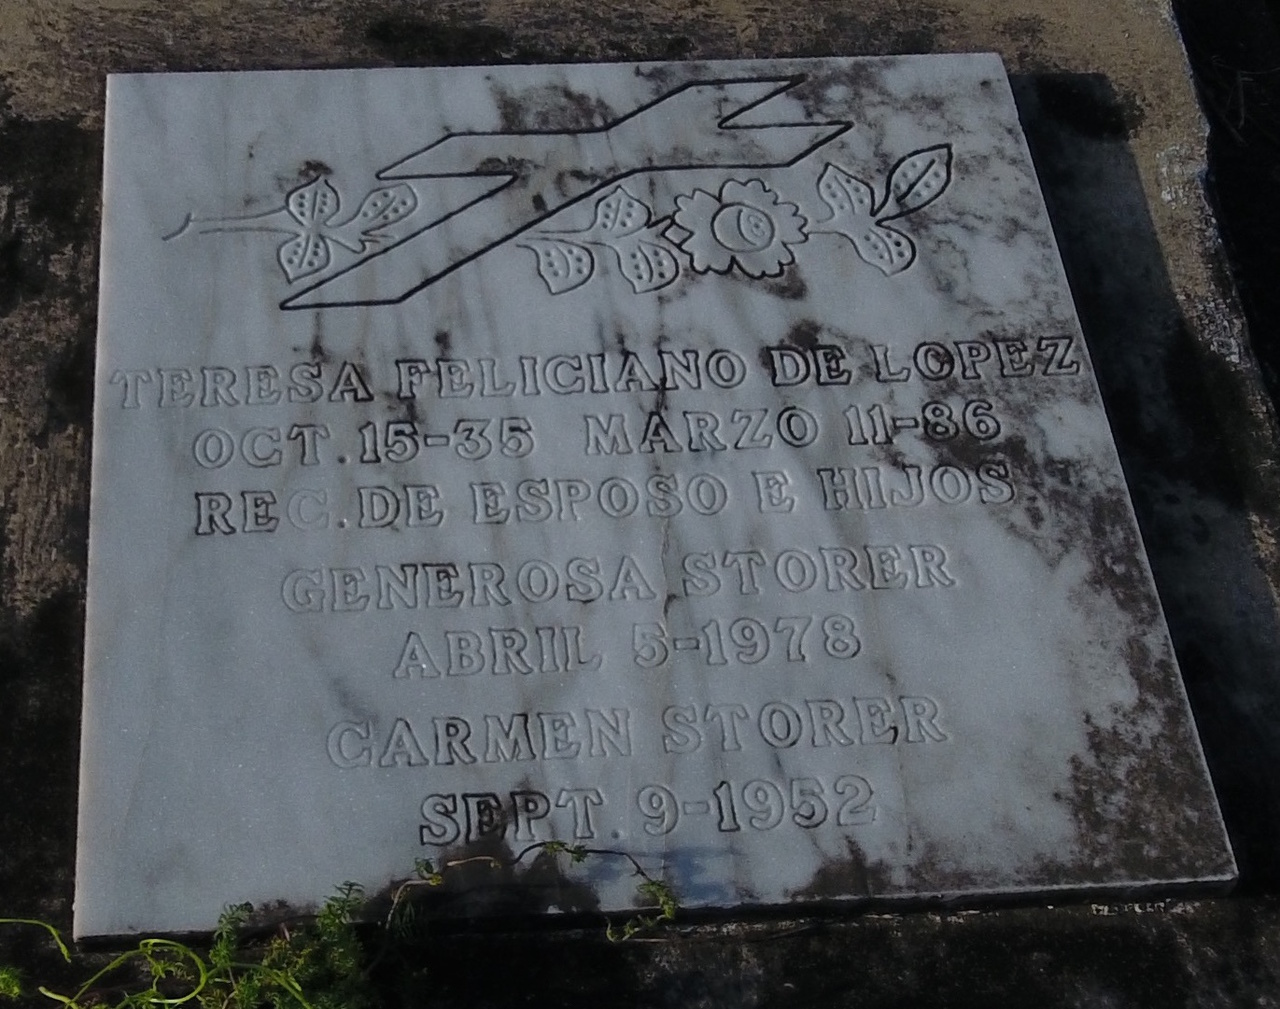 TERESA FELICIANO DE LOPEZ
OCT. 15-35 MARZO 11-86
REC. DE ESPOSO E HIJOS
GENEROSA STORER
ABRIL 5-1978
CARMEN STORER
SEPT. 9-1952